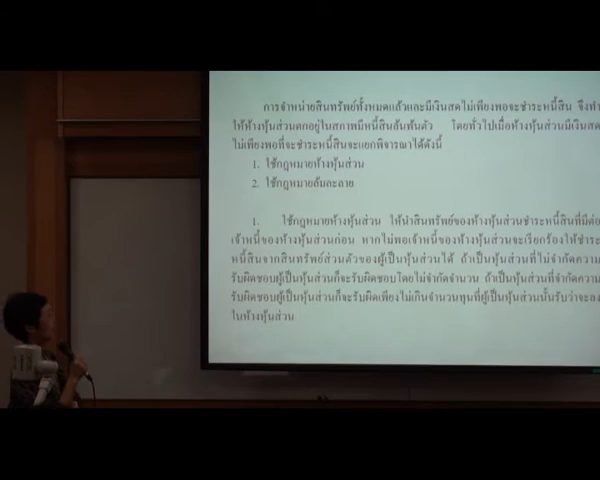 การจำหน่ายสินทรัพย์ทั้งหมดแล้วและมีเงินสดไม่เพียงพอจะชำระหนี้สิน จึงทำ
ให้ห้างหุ้นส่วนตกอยู่ในสภาพมีหนี้สินล้นพ้นตัว โดยทั่วไปเมื่อห้างหุ้นส่วนมีเงินสด
ไม่เพียงพอที่จะชำระหนี้สินจะแยกพิจารณาได้ดังนี้
1. ใช้กฎหมายห้างหุ้นส่วน
2. ใช้กฎหมายล้มละลาย
1. ใช้กฎหมายห้างหุ้นส่วน ให้นำสินทรัพย์ของห้างหุ้นส่วนชำระหนี้สินที่มีต่อ
เจ้าหนี้ของห้างหุ้นส่วนก่อน หากไม่พอเจ้าหนี้ของห้างหุ้นส่วนจะเรียกร้องให้ชำระ
หนี้สินจากสินทรัพย์ส่วนตัวของผู้เป็นหุ้นส่วนได้ ถ้าเป็นหุ้นส่วนที่ไม่จำกัดความ
รับผิดชอบผู้เป็นหุ้นส่วนก็จะรับผิดชอบโดยไม่จำกัดจำนวน ถ้าเป็นหุ้นส่วนที่จำกัดความ
รับผิดชอบผู้เป็นหุ้นส่วนก็จะรับผิดเพียงไม่เกินจำนวนทุนที่ผู้เป็นหุ้นส่วนนั้นรับว่าจะลง
ในห้างหุ้นส่วน